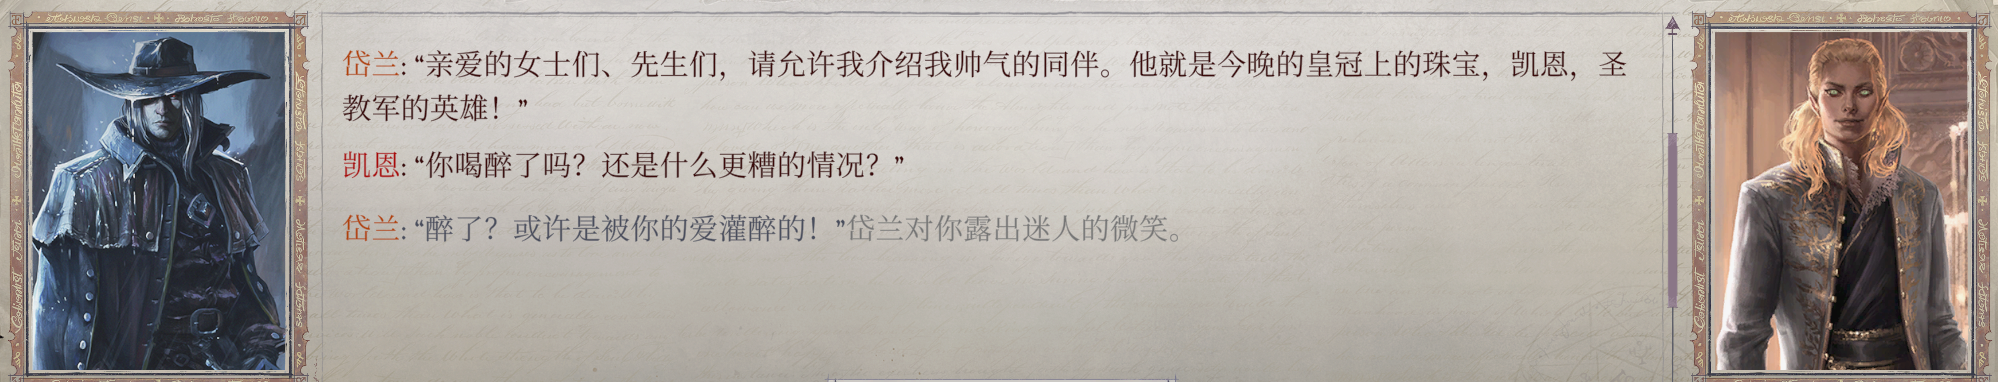 岱兰: “亲爱的女士们、先生们，请允许我介绍我帅气的同伴。他就是今晚的皇冠上的珠宝，凯恩，圣
教军的英雄！”
凯恩: “你喝醉了吗？还是什么更糟的情况？”
岱兰: “醉了？或许是被你的爱灌醉的！”岱兰对你露出迷人的微笑。